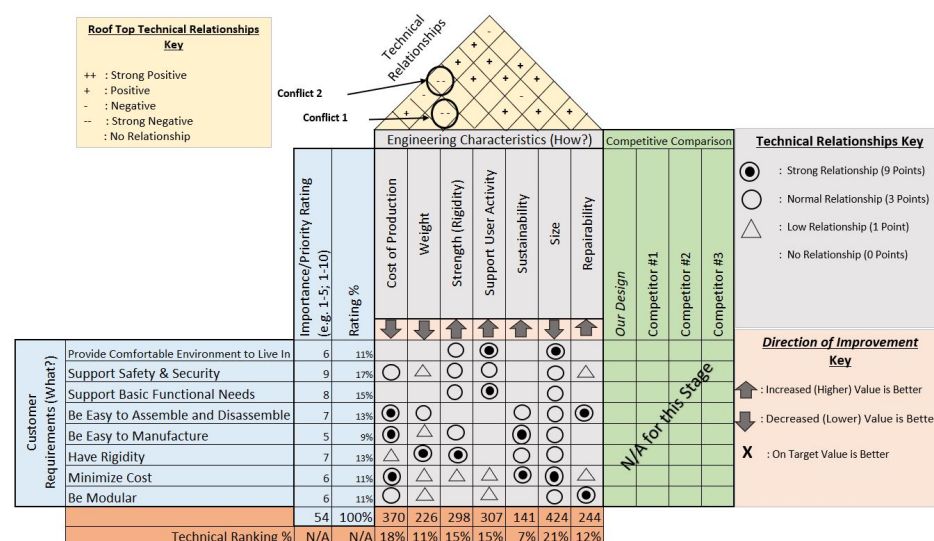 Roof Top Technical Relationships
Key
++ : Strong Positive
+ : Positive
- : Negative
-- : Strong Negative
: No Relationship
Technical
Relationships
Conflict 2
Conflict 1
Engineering Characteristics (How?)
Competitive Comparison
Technical Relationships Key
: Strong Relationship (9 Points)
: Normal Relationship (3 Points)
: Low Relationship (1 Point)
: No Relationship (0 Points)
Importance/Priority Rating
(e.g. 1-5; 1-10)
Rating %
Cost of Production
Weight
Strength (Rigidity)
Support User Activity
Sustainability
Size
Repairability
Our Design
Competitor #1
Competitor #2
Competitor #3
Direction of Improvement
Key
: Increased (Higher) Value is Better
: Decreased (Lower) Value is Bette
X : On Target Value is Better
Customer
Requirements (What?)
Provide Comfortable Environment to Live In 6 11%
Support Safety & Security 9 17%
Support Basic Functional Needs 8 15%
Be Easy to Assemble and Disassemble 7 13%
Be Easy to Manufacture 5 9%
Have Rigidity 7 13%
Minimize Cost 6 11%
Be Modular 6 11%
N/A for this Stage
54 100% 370 226 298 307 141 424 244
Technical Ranking % N/A N/A 18% 11% 15% 15% 7% 21% 12%